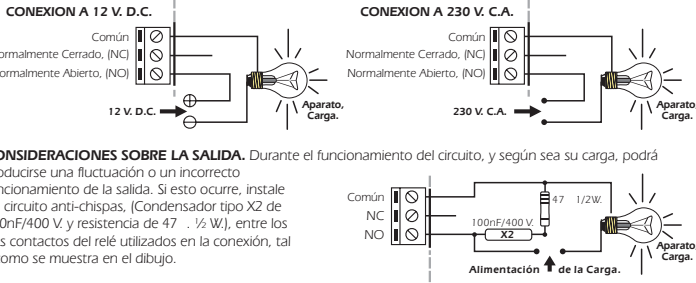 CONEXION A 12 V. D.C.
Común
ormalmente Cerrado, (NC)
ormalmente Abierto, (NO)
12 V. D.C.
Aparato,
Carga.
CONEXION A 230 V. C.A.
Común
Normalmente Cerrado, (NC)
Normalmente Abierto, (NO)
230 V. C.A.
Aparato,
Carga.
ONSIDERACIONES SOBRE LA SALIDA. Durante el funcionamiento del circuito, y según sea su carga, podrá
oducirse una fluctuación o un incorrecto
ncionamiento de la salida. Si esto ocurre, instale
circuito anti-chispas, (Condensador tipo X2 de
0nF/400 V. y resistencia de 47 . ½ W.), entre los
s contactos del relé utilizados en la conexión, tal
como se muestra en el dibujo.
Común
NC
NO
47 1/2W.
100nF/400 V.
X2
Alimentación de la Carga.
Aparato,
Carga.